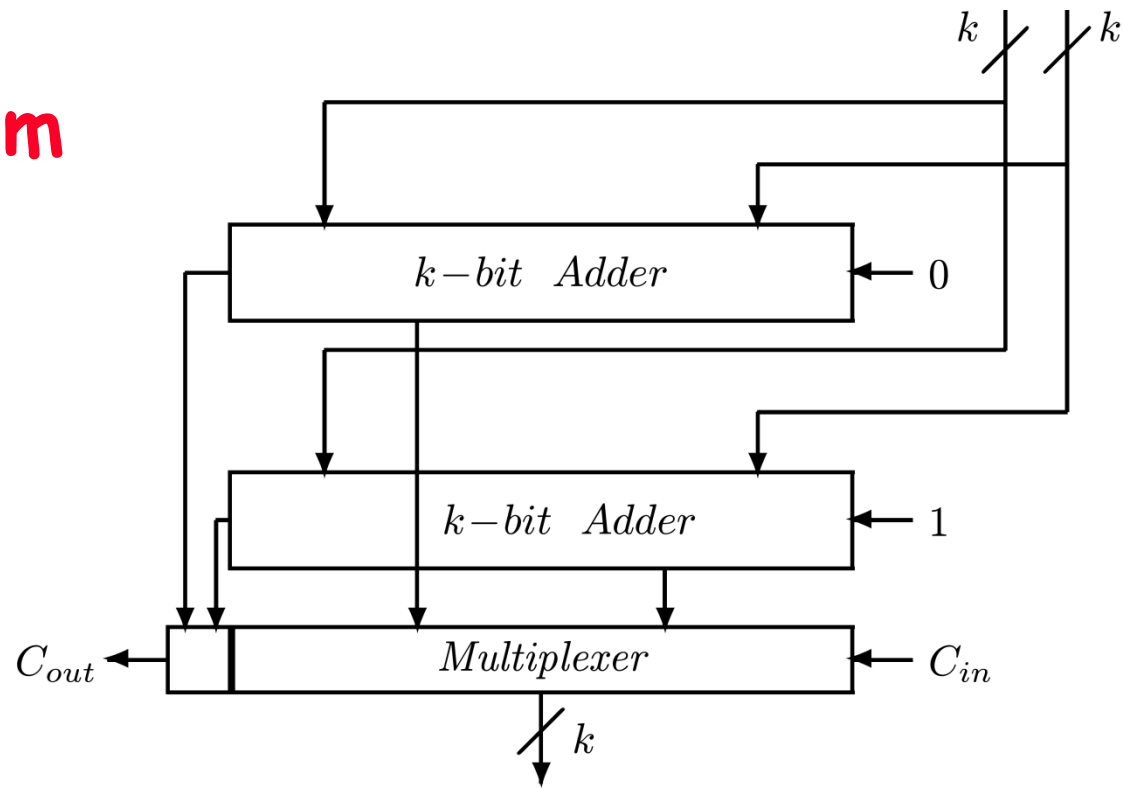 k k
m
k-bit Adder 0
k-bit Adder 1
C_out Multiplexer C_in
k